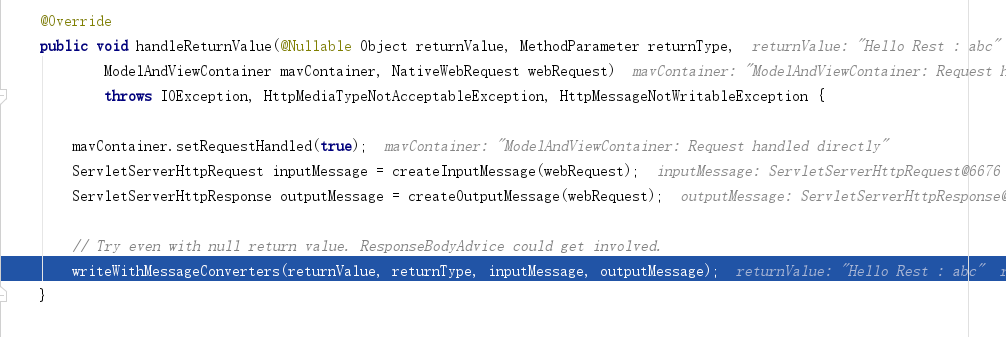 @Override
public void handleReturnValue(@Nullable Object returnValue, MethodParameter returnType,  returnValue: "Hello Rest : abc"
ModelAndViewContainer mavContainer, NativeWebRequest webRequest)  mavContainer: "ModelAndViewContainer: Request h
throws IOException, HttpMediaTypeNotAcceptableException, HttpMessageNotWritableException {
mavContainer.setRequestHandled(true);  mavContainer: "ModelAndViewContainer: Request handled directly"
ServletServerHttpRequest inputMessage = createInputMessage(webRequest);  inputMessage: ServletServerHttpRequest@6676
ServletServerHttpResponse outputMessage = createOutputMessage(webRequest);  outputMessage: ServletServerHttpResponse@
// Try even with null return value. ResponseBodyAdvice could get involved.
writeWithMessageConverters(returnValue, returnType, inputMessage, outputMessage);  returnValue: "Hello Rest : abc"  r
}